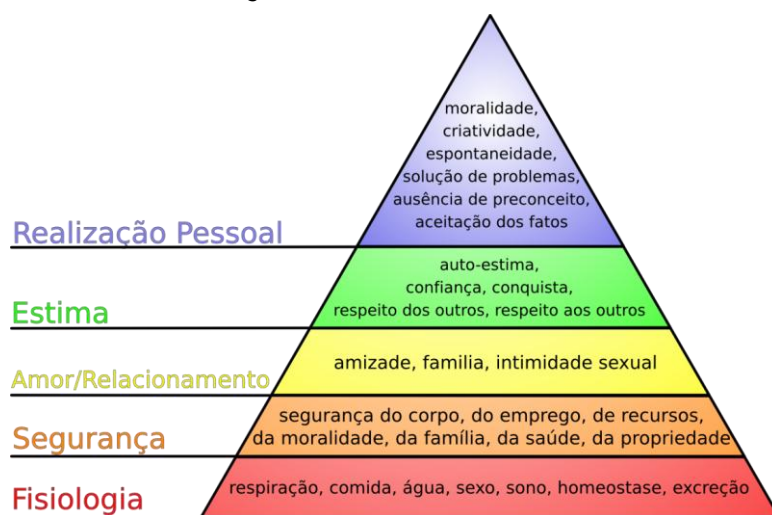 moralidade,
criatividade,
espontaneidade,
solução de problemas,
ausência de preconceito,
aceitação dos fatos
Realização Pessoal
auto-estima,
confiança, conquista,
respeito dos outros, respeito aos outros
Estima
amizade, familia, intimidade sexual
Amor/Relacionamento
segurança do corpo, do emprego, de recursos,
da moralidade, da família, da saúde, da propriedade
Segurança
respiração, comida, água, sexo, sono, homeostase, excreção
Fisiologia